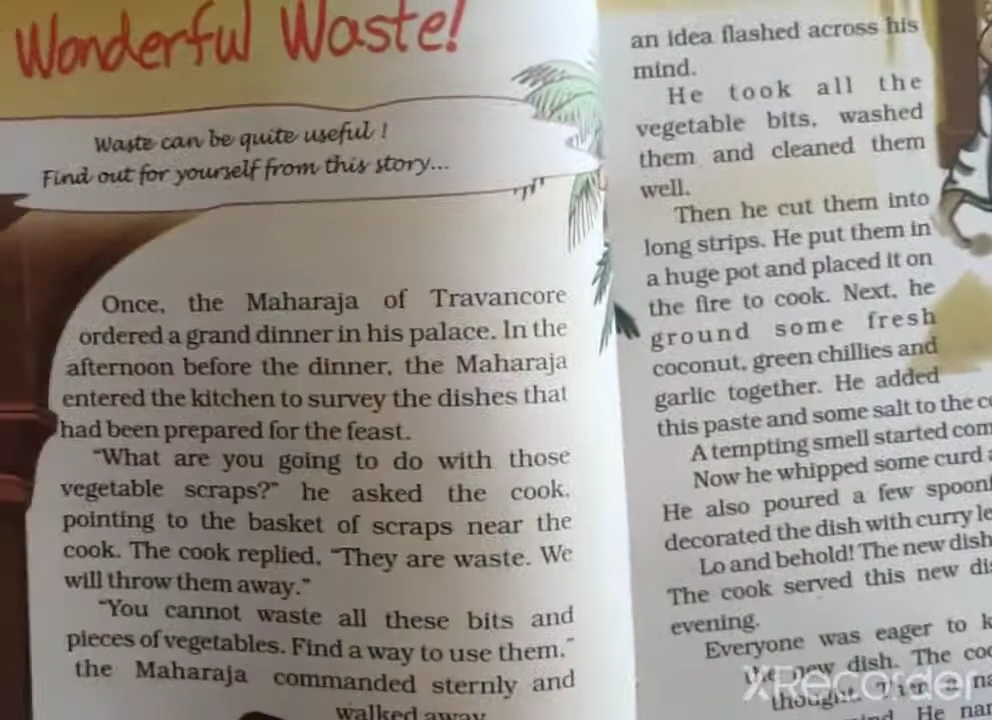 Wonderful Waste!
Waste can be quite useful !
Find out for yourself from this story...
Once, the Maharaja of Travancore
ordered a grand dinner in his palace. In the
afternoon before the dinner, the Maharaja
entered the kitchen to survey the dishes that
had been prepared for the feast.
"What are you going to do with those
vegetable scraps?" he asked the cook,
pointing to the basket of scraps near the
cook. The cook replied, "They are waste. We
will throw them away."
"You cannot waste all these bits and
pieces of vegetables. Find a way to use them,"
the Maharaja commanded sternly and
walked away
an idea flashed across his
mind.
He took all the
vegetable bits, washed
them and cleaned them
well.
Then he cut them into
long strips. He put them in
a huge pot and placed it on
the fire to cook. Next, he
ground some fresh
coconut, green chillies and
garlic together. He added
this paste and some salt to the
A tempting smell started
Now he whipped some curd
He also poured a few
decorated the dish with curry
Lo and behold! The new dish
The cook served this new
evening.
Everyone was eager to
the new dish. The
thought.
He
XRecorder